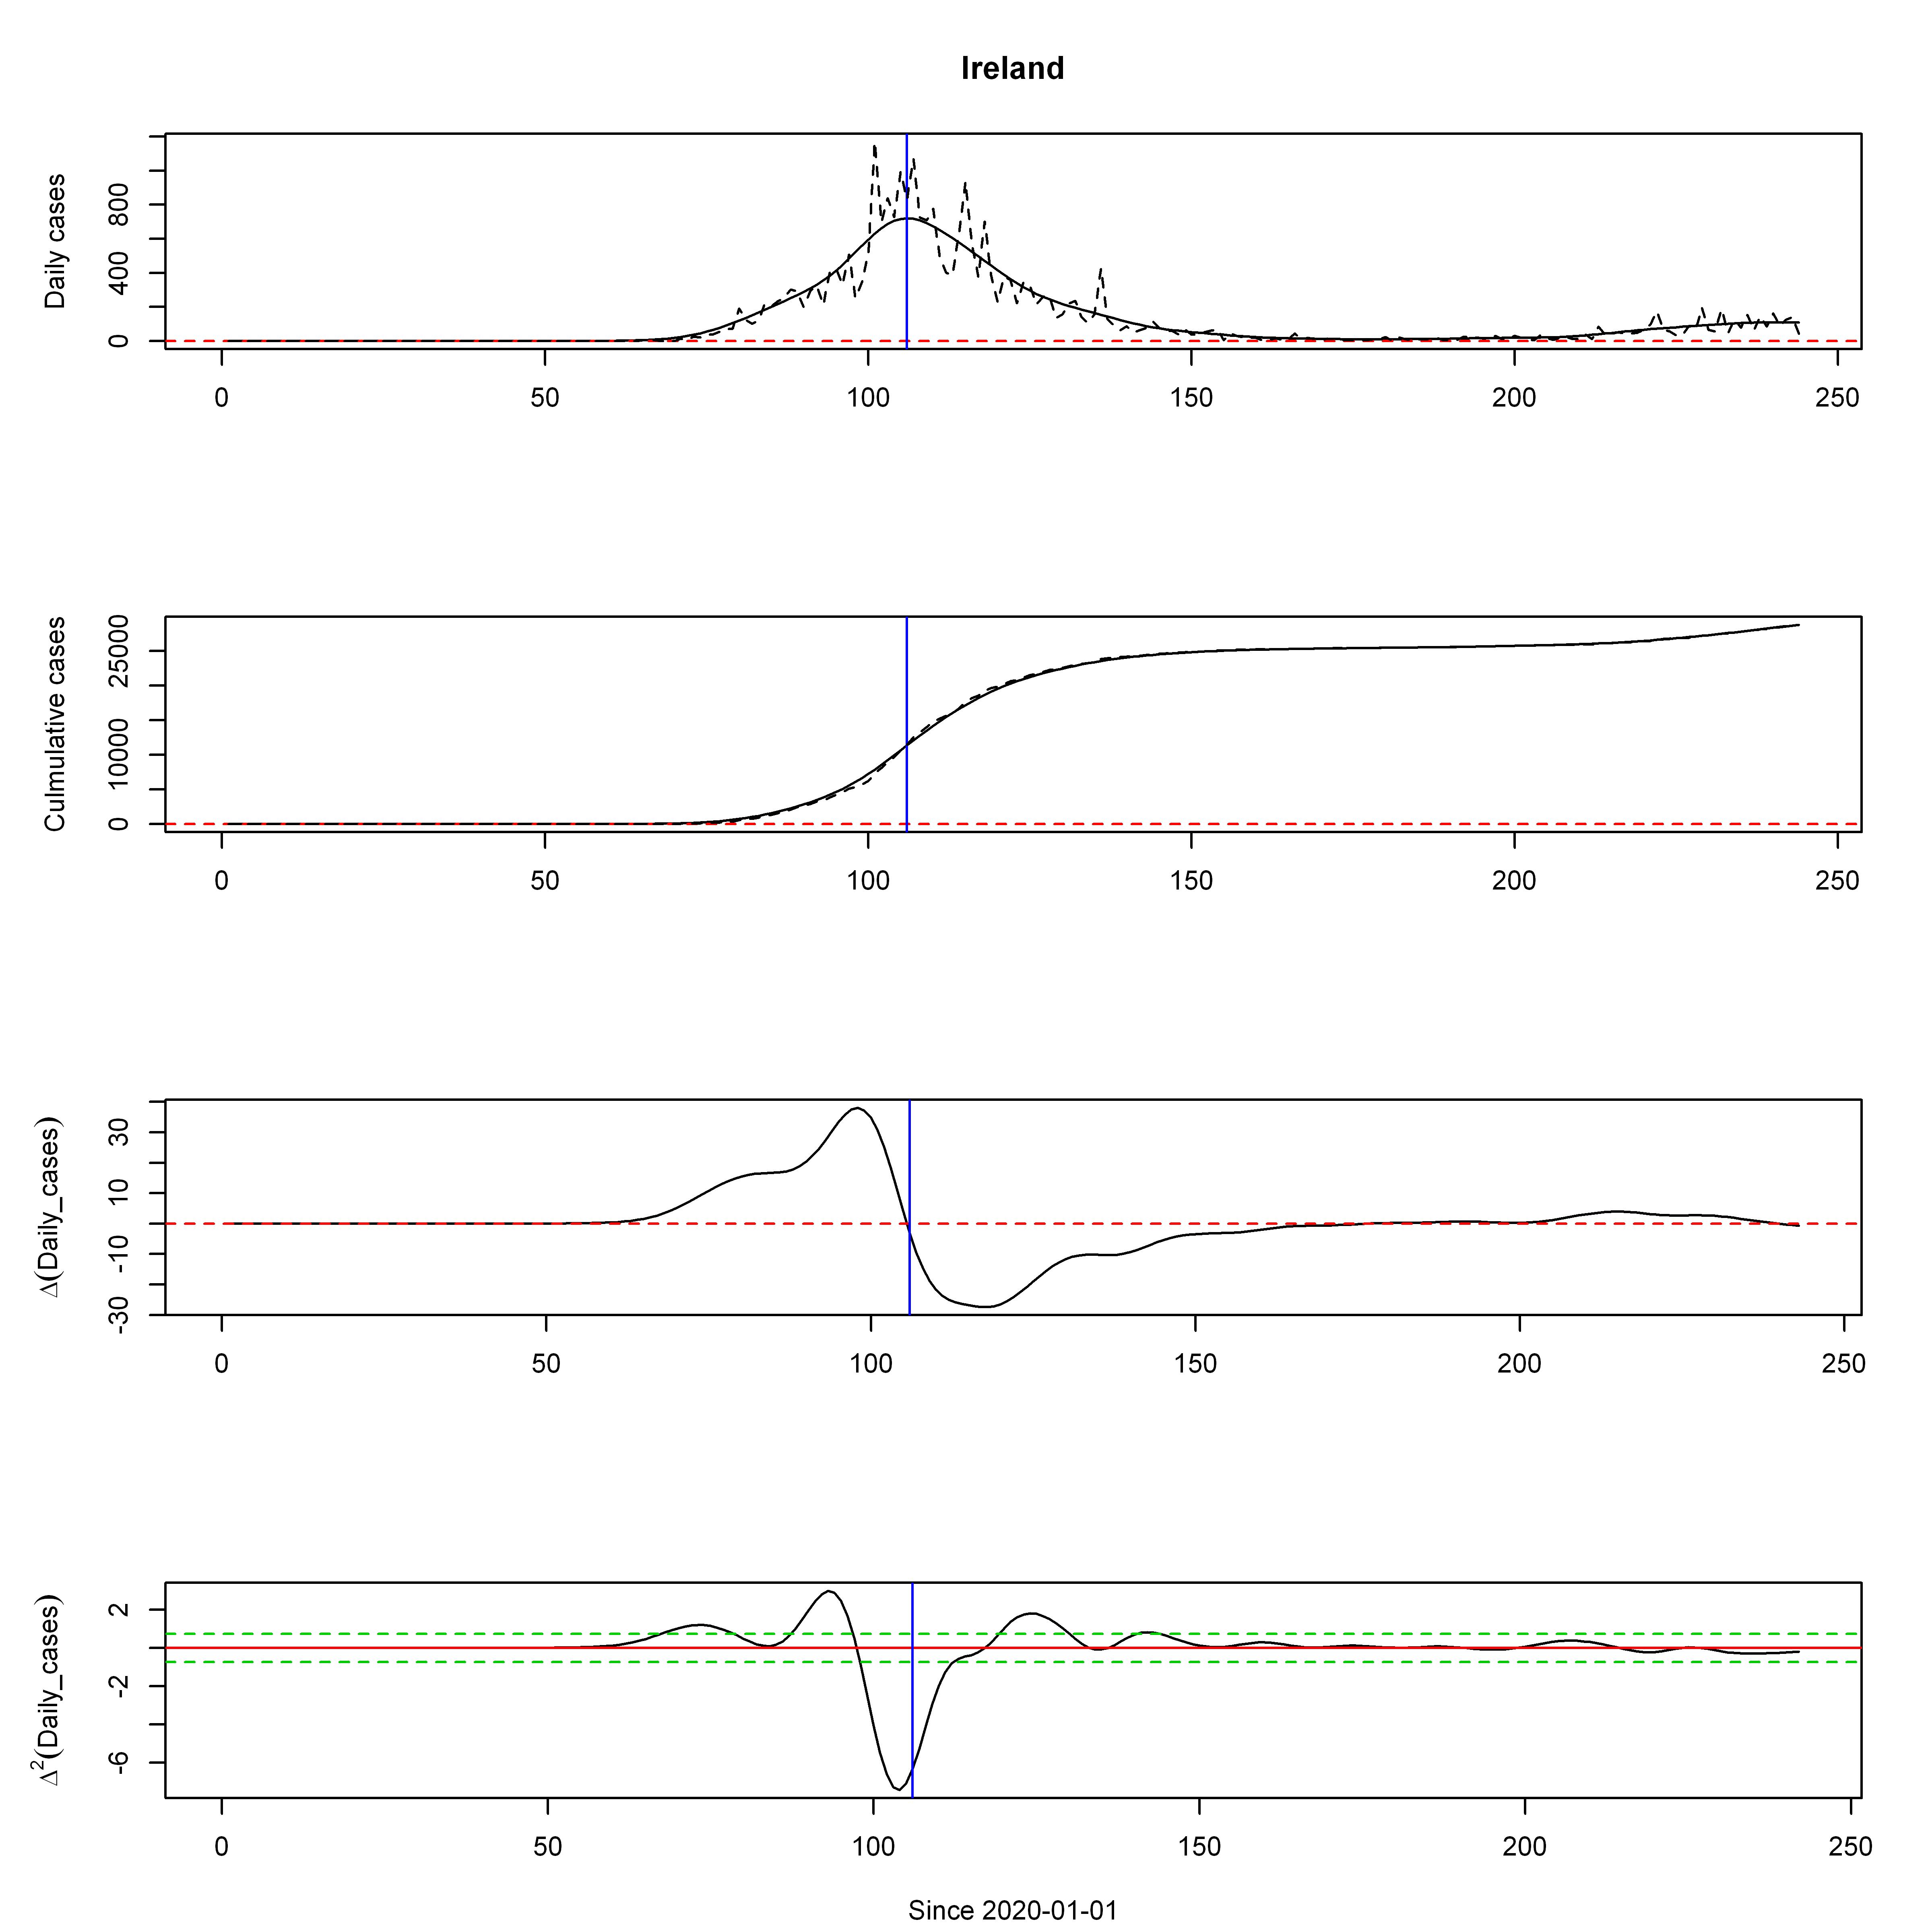 Ireland
Daily cases
0 400 800
0 50 100 150 200 250
Culmulative cases
0 10000 25000
0 50 100 150 200 250
Δ(Daily_cases)
-30 -10 10 30
0 50 100 150 200 250
Δ²(Daily_cases)
-6 -2 2
0 50 100 150 200 250
Since 2020-01-01